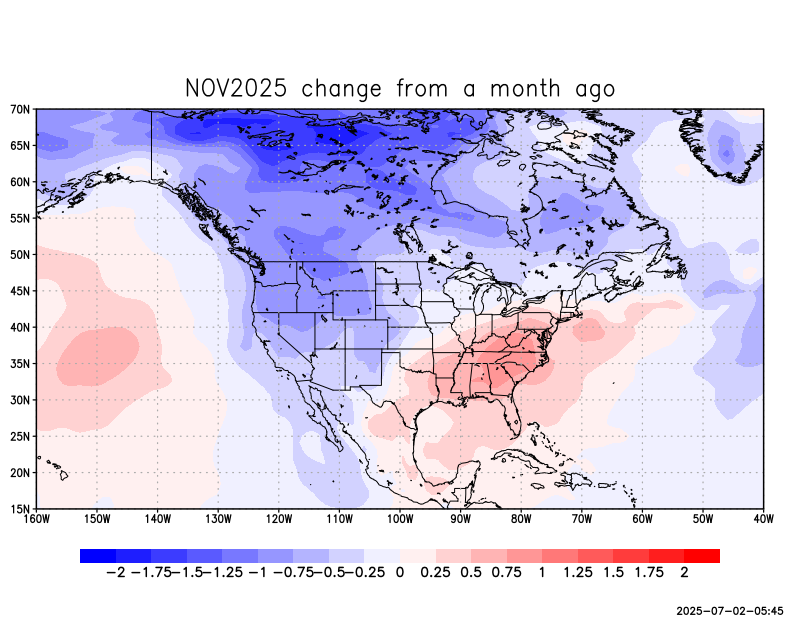 NOV2025 change from a month ago
70N
65N
60N
55N
50N
45N
40N
35N
30N
25N
20N
15N
160W 150W 140W 130W 120W 110W 100W 90W 80W 70W 60W 50W 40W
−2 −1.75 −1.5 −1.25 −1 −0.75 −0.5 −0.25 0 0.25 0.5 0.75 1 1.25 1.5 1.75 2
2025-07-02-05:45